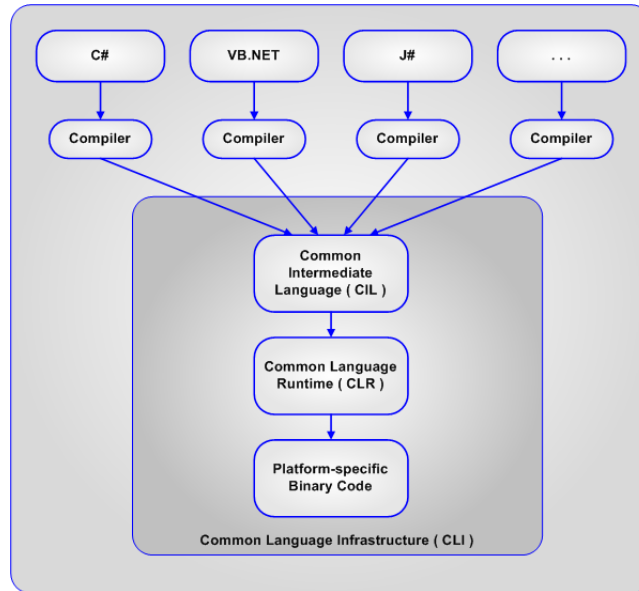 C#
VB.NET
J#
. . .
Compiler
Compiler
Compiler
Compiler
Common
Intermediate
Language ( CIL )
Common Language
Runtime ( CLR )
Platform-specific
Binary Code
Common Language Infrastructure ( CLI )